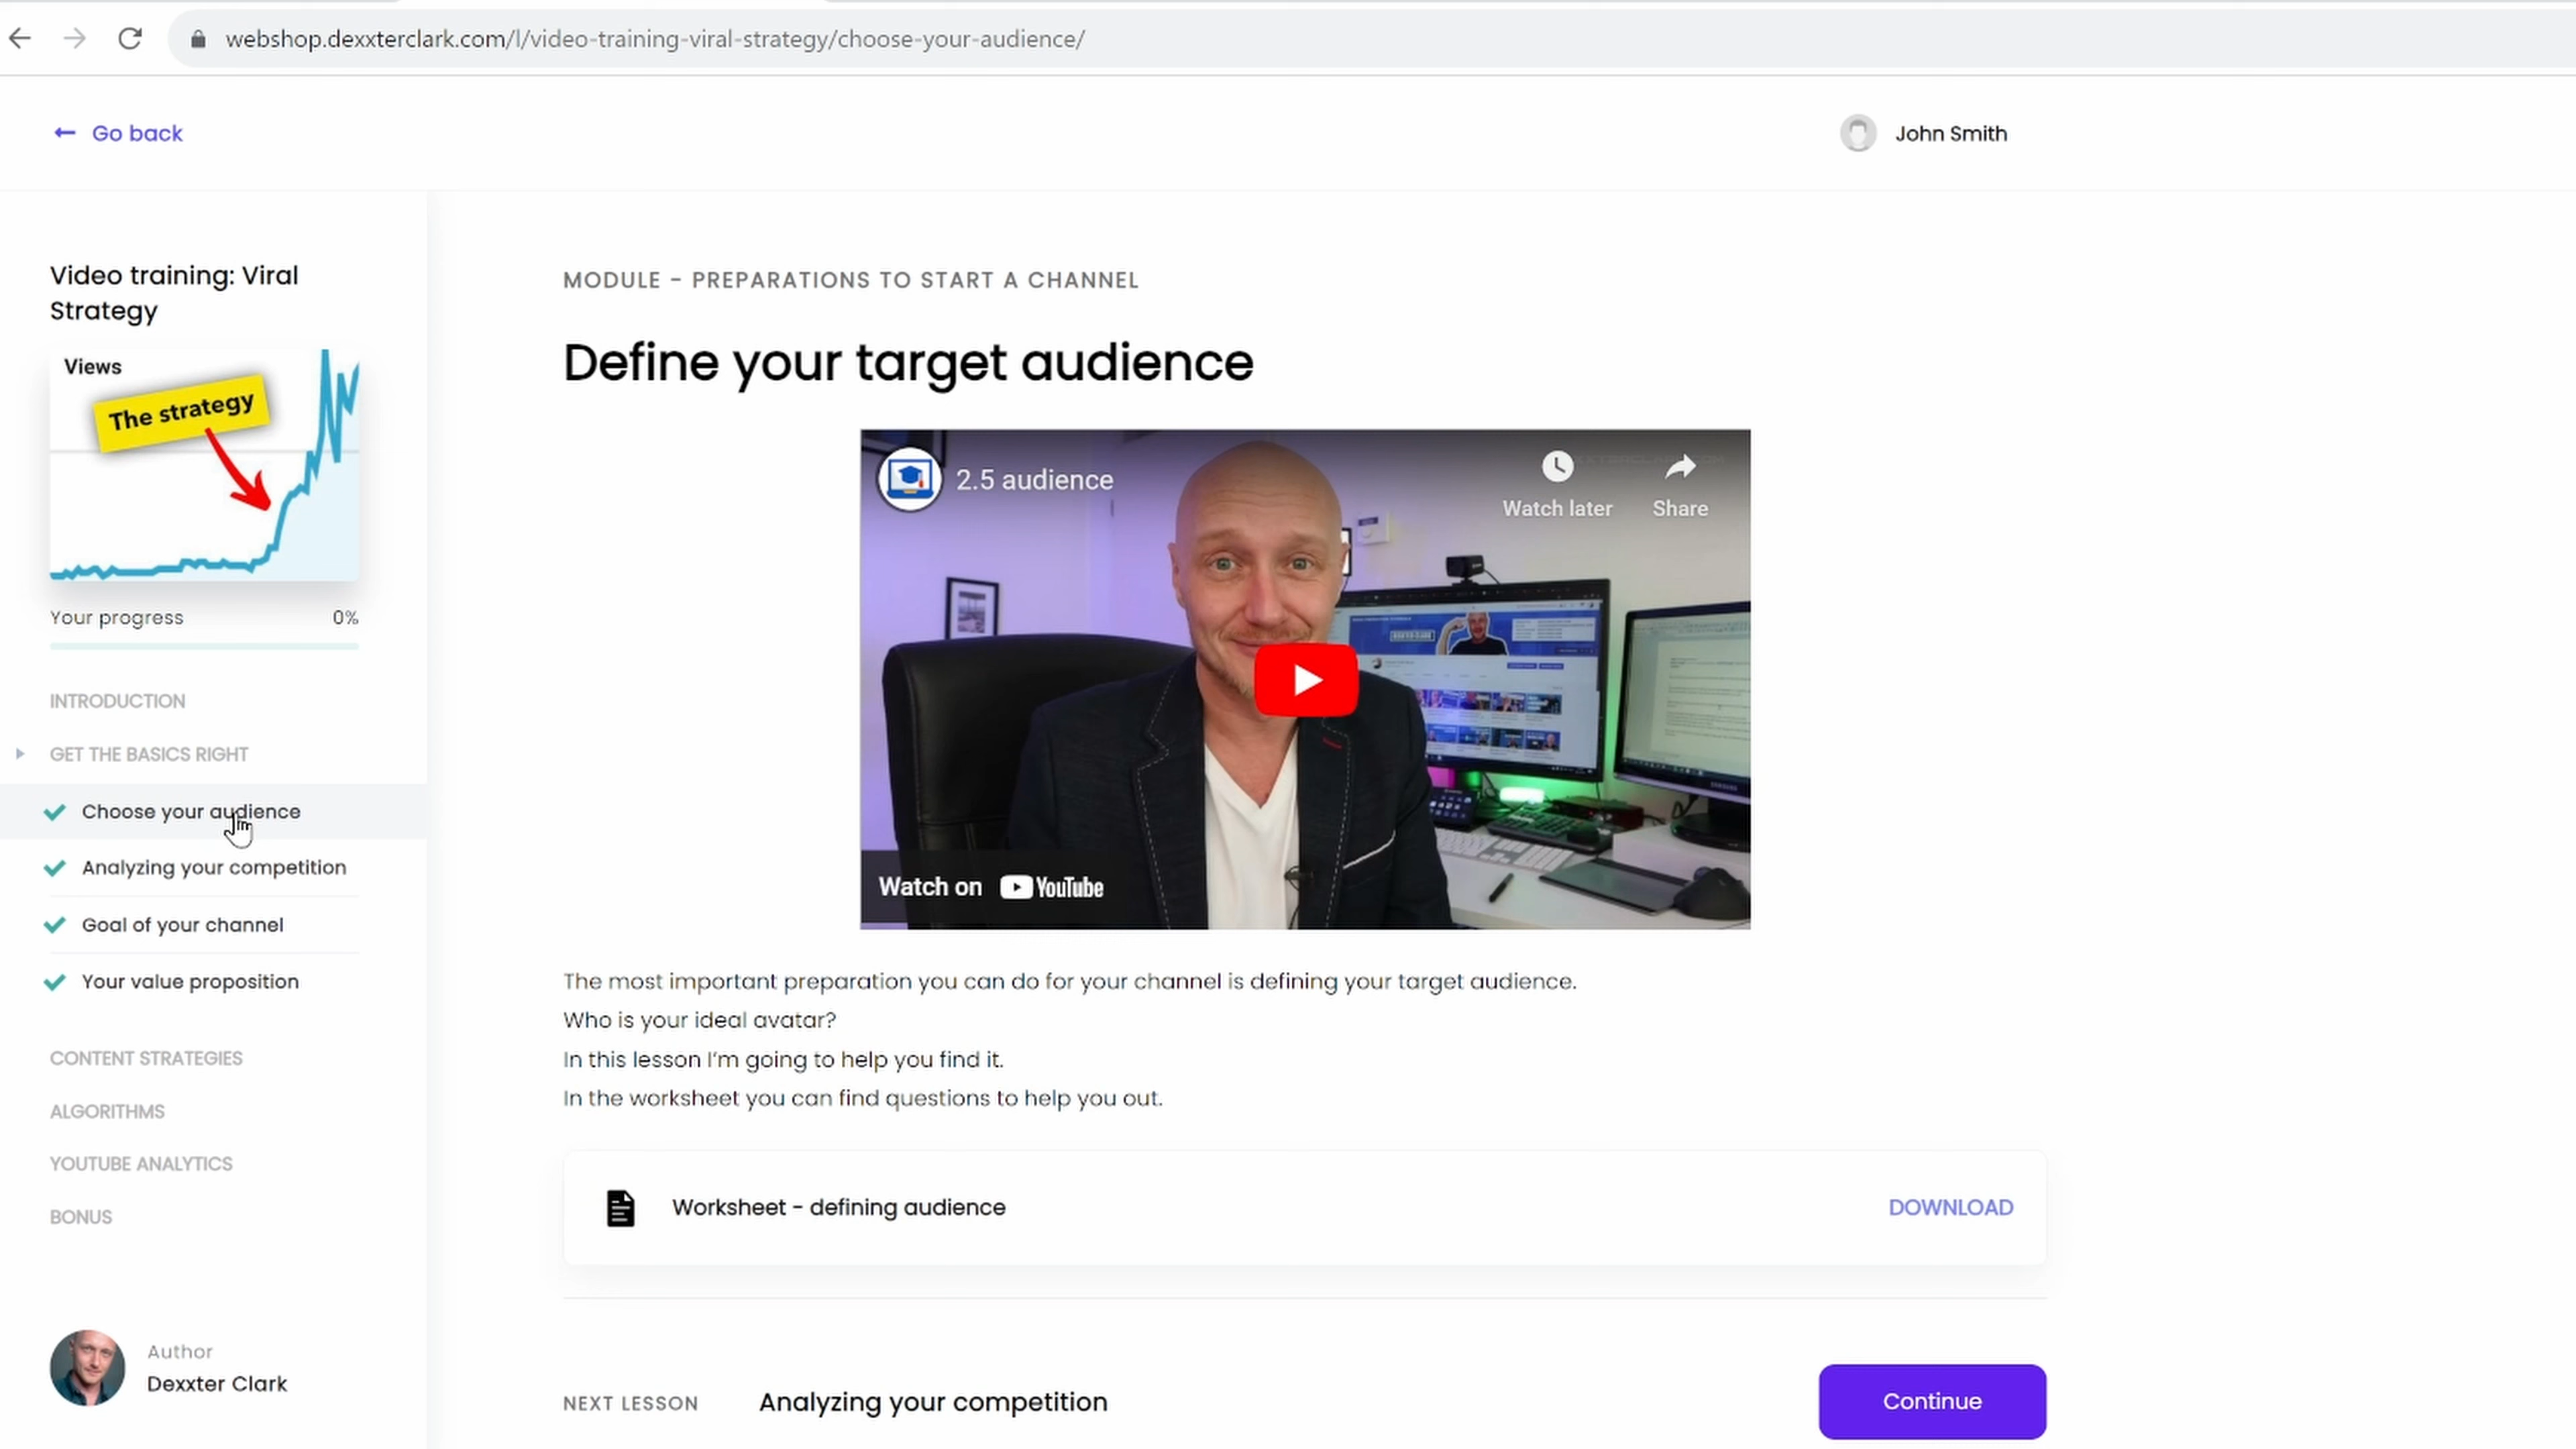 webshop.dexxterclark.com/l/video-training-viral-strategy/choose-your-audience/
Go back
John Smith
Video training: Viral
Strategy
Views
The strategy
Your progress 0%
INTRODUCTION
GET THE BASICS RIGHT
Choose your audience
Analyzing your competition
Goal of your channel
Your value proposition
CONTENT STRATEGIES
ALGORITHMS
YOUTUBE ANALYTICS
BONUS
Author
Dexxter Clark
MODULE - PREPARATIONS TO START A CHANNEL
Define your target audience
2.5 audience
Watch later
Share
Watch on YouTube
The most important preparation you can do for your channel is defining your target audience.
Who is your ideal avatar?
In this lesson I'm going to help you find it.
In the worksheet you can find questions to help you out.
Worksheet - defining audience
DOWNLOAD
NEXT LESSON Analyzing your competition
Continue